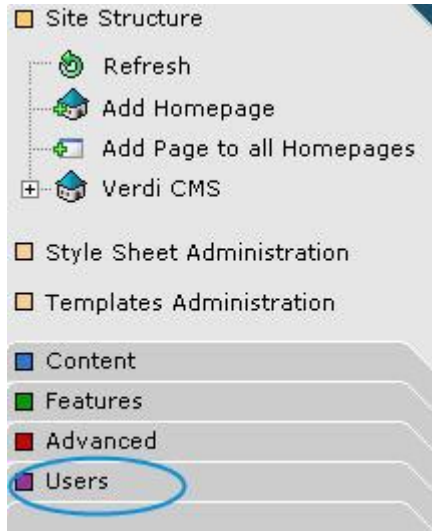 Site Structure
Refresh
Add Homepage
Add Page to all Homepages
Verdi CMS
Style Sheet Administration
Templates Administration
Content
Features
Advanced
Users